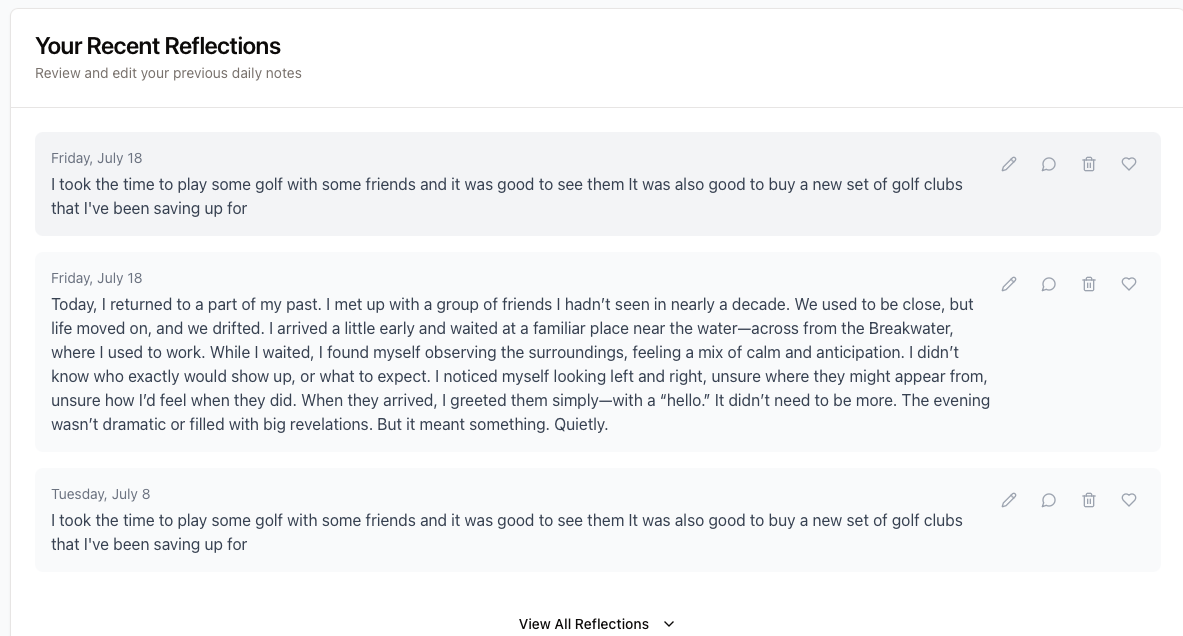 Your Recent Reflections
Review and edit your previous daily notes
Friday, July 18
I took the time to play some golf with some friends and it was good to see them It was also good to buy a new set of golf clubs
that I've been saving up for
Friday, July 18
Today, I returned to a part of my past. I met up with a group of friends I hadn’t seen in nearly a decade. We used to be close, but
life moved on, and we drifted. I arrived a little early and waited at a familiar place near the water—across from the Breakwater,
where I used to work. While I waited, I found myself observing the surroundings, feeling a mix of calm and anticipation. I didn’t
know who exactly would show up, or what to expect. I noticed myself looking left and right, unsure where they might appear from,
unsure how I’d feel when they did. When they arrived, I greeted them simply—with a “hello.” It didn’t need to be more. The evening
wasn’t dramatic or filled with big revelations. But it meant something. Quietly.
Tuesday, July 8
I took the time to play some golf with some friends and it was good to see them It was also good to buy a new set of golf clubs
that I've been saving up for
View All Reflections